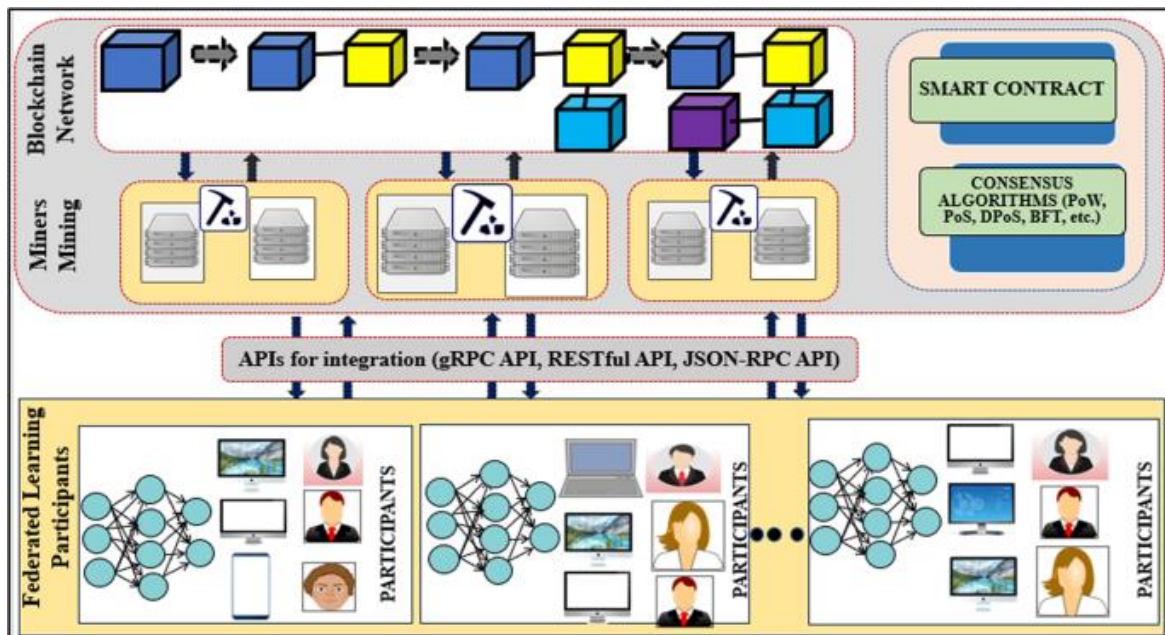 Blockchain
Network
SMART CONTRACT
CONSENSUS
ALGORITHMS (PoW,
PoS, DPoS, BFT, etc.)
Miners
Mining
APIs for integration (gRPC API, RESTful API, JSON-RPC API)
Federated Learning
Participants
PARTICIPANTS
PARTICIPANTS
PARTICIPANTS